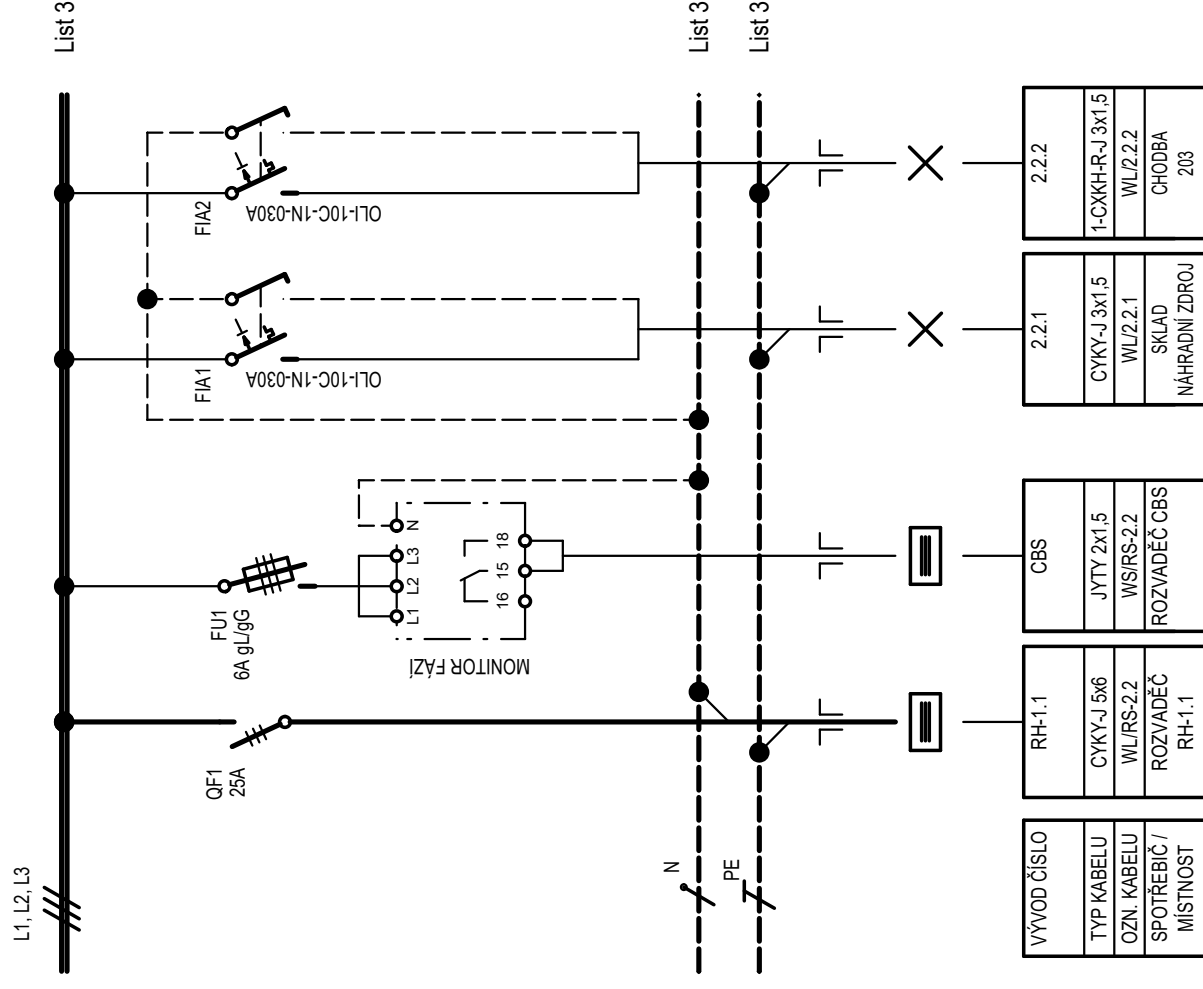 L1, L2, L3
List 3
QF1
25A
FU1
6A gL/gG
FIA1
OLI-10C-1N-030A
FIA2
OLI-10C-1N-030A
MONITOR FÁZÍ
L1
L2
L3
N
16
15
18
N
List 3
PE
List 3
VÝVOD ČÍSLO
TYP KABELU
OZN. KABELU
SPOTŘEBIČ /
MÍSTNOST
RH-1.1
CYKY-J 5x6
WL/RS-2.2
ROZVADĚČ
RH-1.1
CBS
JYTY 2x1,5
WS/RS-2.2
ROZVADĚČ CBS
2.2.1
CYKY-J 3x1,5
WL/2.2.1
SKLAD
NÁHRADNÍ ZDROJ
2.2.2
1-CXKH-R-J 3x1,5
WL/2.2.2
CHODBA
203